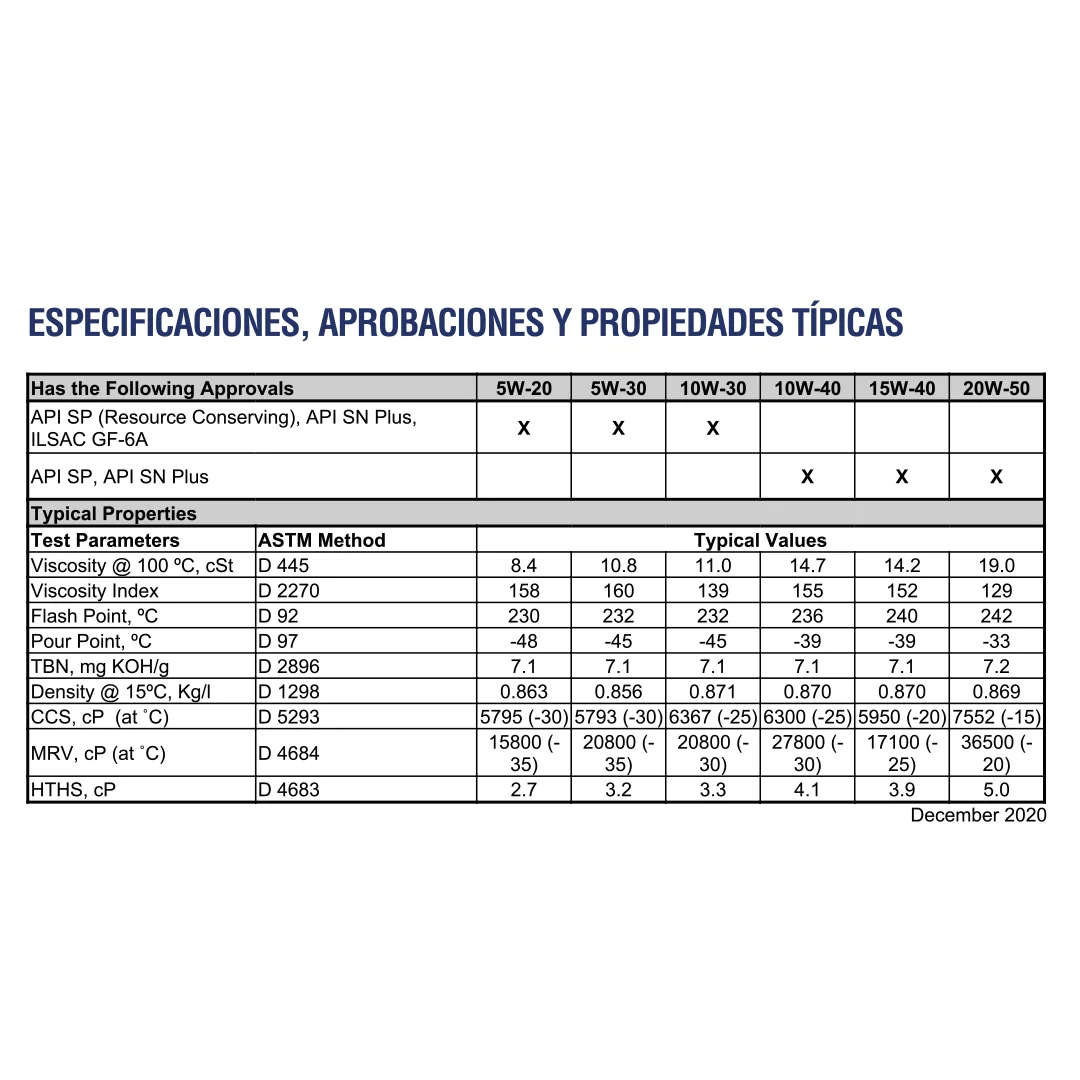 ESPECIFICACIONES, APROBACIONES Y PROPIEDADES TÍPICAS
Has the Following Approvals 5W-20 5W-30 10W-30 10W-40 15W-40 20W-50
API SP (Resource Conserving), API SN Plus,
ILSAC GF-6A X X X
API SP, API SN Plus X X X
Typical Properties
Test Parameters ASTM Method Typical Values
Viscosity @ 100 ºC, cSt D 445 8.4 10.8 11.0 14.7 14.2 19.0
Viscosity Index D 2270 158 160 139 155 152 129
Flash Point, ºC D 92 230 232 232 236 240 242
Pour Point, ºC D 97 -48 -45 -45 -39 -39 -33
TBN, mg KOH/g D 2896 7.1 7.1 7.1 7.1 7.1 7.2
Density @ 15ºC, Kg/l D 1298 0.863 0.856 0.871 0.870 0.870 0.869
CCS, cP (at ˚C) D 5293 5795 (-30) 5793 (-30) 6367 (-25) 6300 (-25) 5950 (-20) 7552 (-15)
MRV, cP (at ˚C) D 4684 15800 (- 20800 (- 20800 (- 27800 (- 17100 (- 36500 (-
35) 35) 30) 30) 25) 20)
HTHS, cP D 4683 2.7 3.2 3.3 4.1 3.9 5.0
December 2020